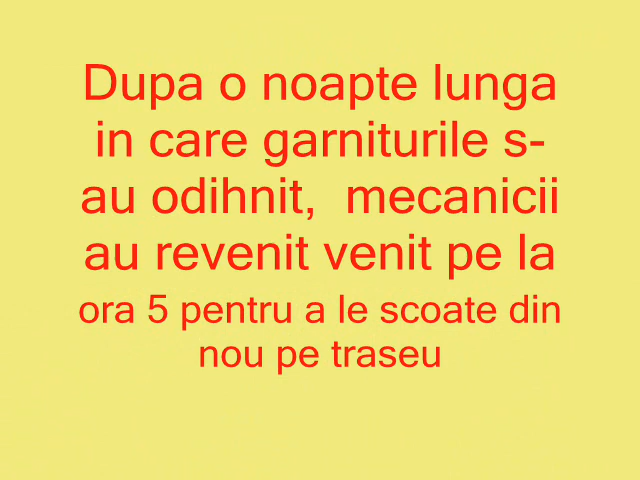 Dupa o noapte lunga
in care garniturile s-
au odihnit,  mecanicii
au revenit venit pe la
ora 5 pentru a le scoate din
nou pe traseu